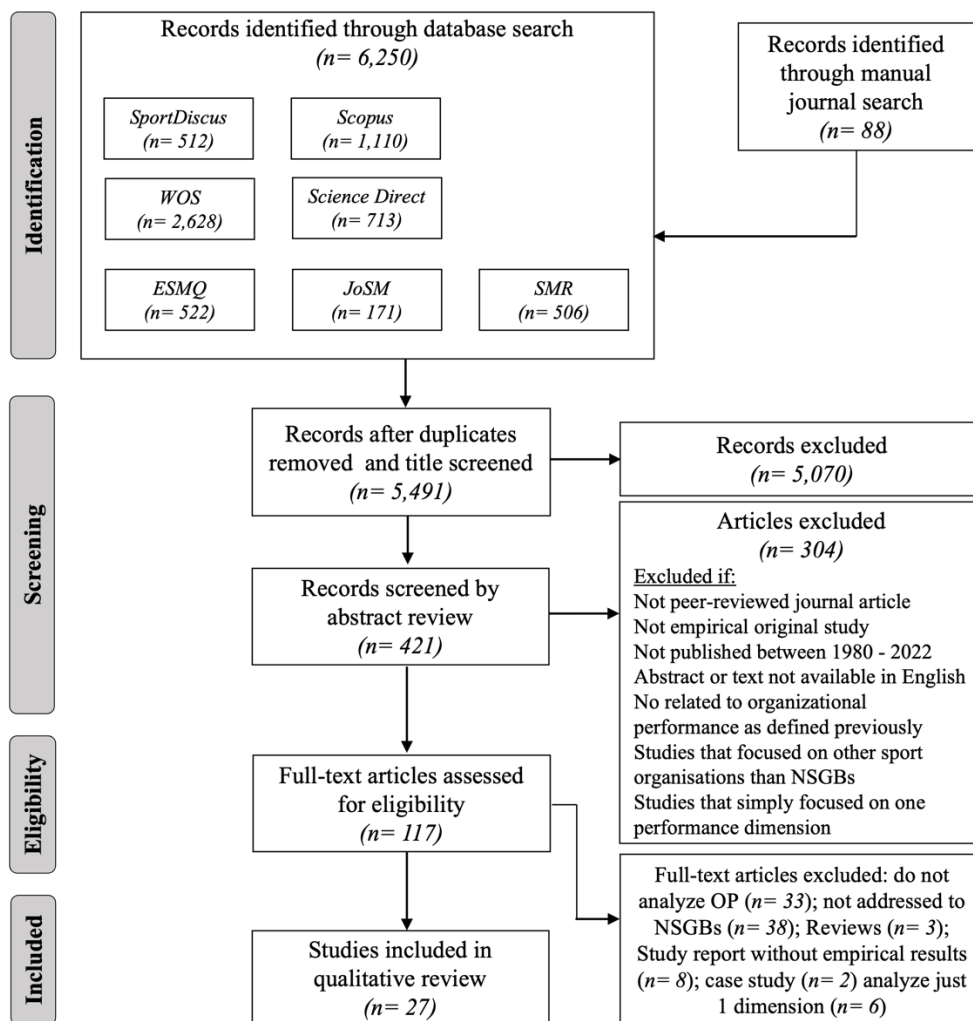 Identification
Records identified through database search
(n= 6,250)
SportDiscus
(n= 512)
Scopus
(n= 1,110)
WOS
(n= 2,628)
Science Direct
(n= 713)
ESMQ
(n= 522)
JoSM
(n= 171)
SMR
(n= 506)
Records identified
through manual
journal search
(n= 88)
Screening
Records after duplicates
removed  and title screened
(n= 5,491)
Records excluded
(n= 5,070)
Records screened by
abstract review
(n= 421)
Articles excluded
(n= 304)
Excluded if:
Not peer-reviewed journal article
Not empirical original study
Not published between 1980 - 2022
Abstract or text not available in English
No related to organizational
performance as defined previously
Studies that focused on other sport
organisations than NSGBs
Studies that simply focused on one
performance dimension
Eligibility
Full-text articles assessed
for eligibility
(n= 117)
Full-text articles excluded: do not
analyze OP (n= 33); not addressed to
NSGBs (n= 38); Reviews (n= 3);
Study report without empirical results
(n= 8); case study (n= 2) analyze just
1 dimension (n= 6)
Included
Studies included in
qualitative review
(n= 27)